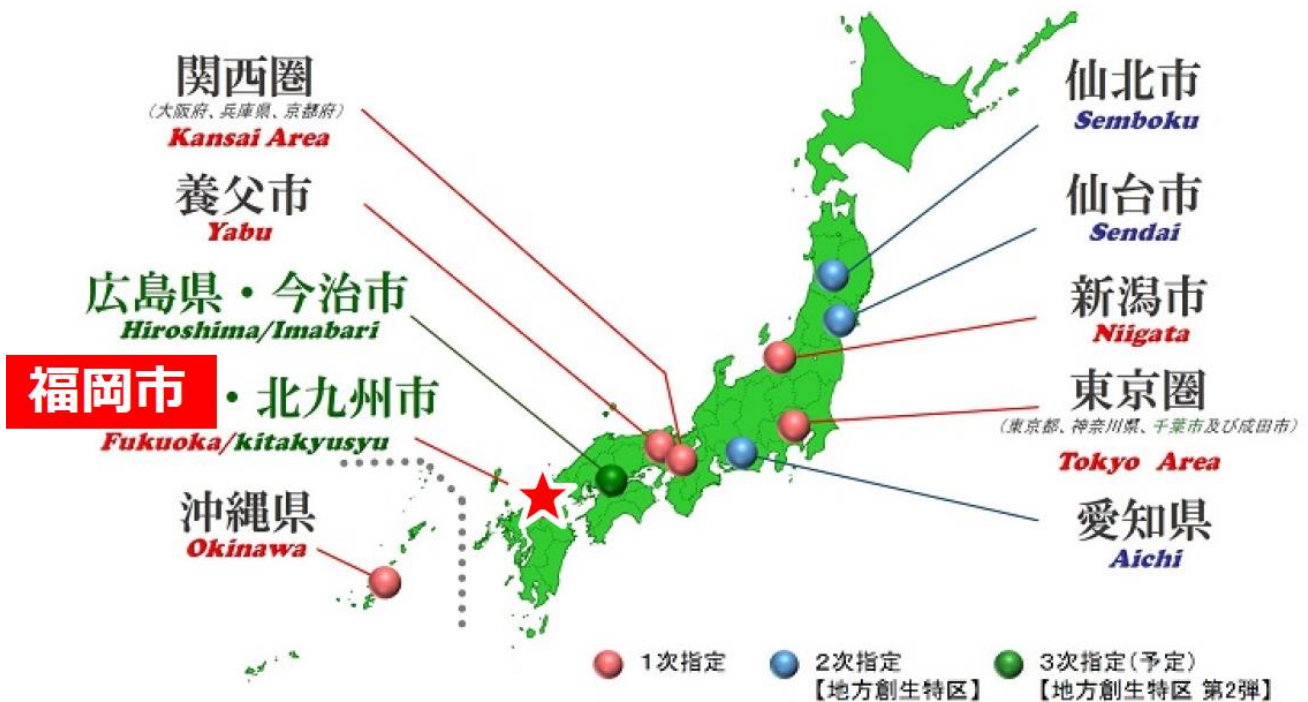 関西圏
（大阪府、兵庫県、京都府）
Kansai Area
養父市
Yabu
広島県・今治市
Hiroshima/Imabari
福岡市・北九州市
Fukuoka/kitakyusyu
沖縄県
Okinawa
仙北市
Semboku
仙台市
Sendai
新潟市
Niigata
東京圏
（東京都、神奈川県、千葉市及び成田市）
Tokyo Area
愛知県
Aichi
1次指定
2次指定
【地方創生特区】
3次指定(予定)
【地方創生特区 第2弾】